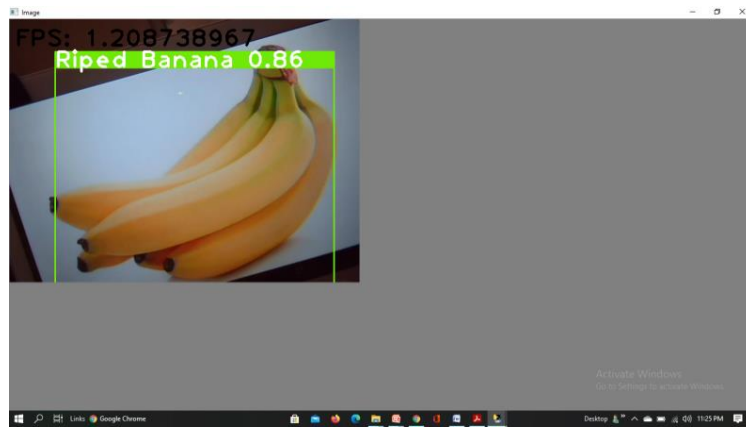 Image
FPS: 1.208738967
Riped Banana 0.86
Activate Windows
Go to Settings to activate Windows.
Links
Google Chrome
Desktop
11:25 PM